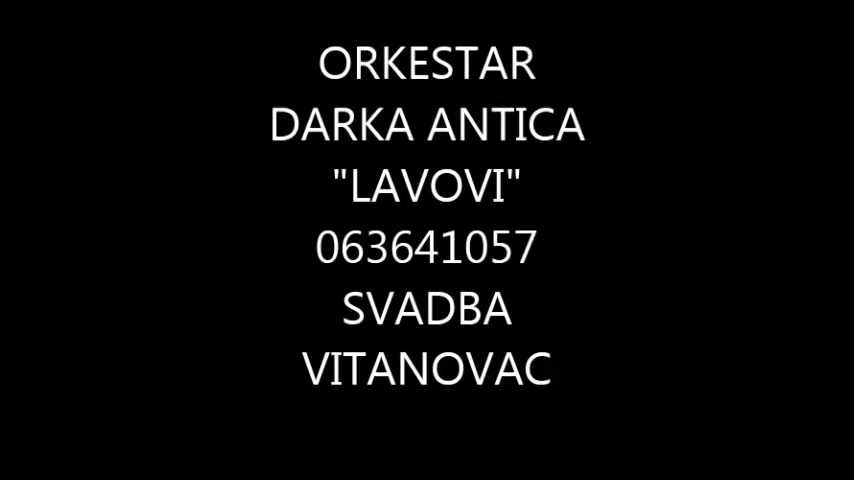 ORKESTAR
DARKA ANTICA
"LAVOVI"
063641057
SVADBA
VITANOVAC